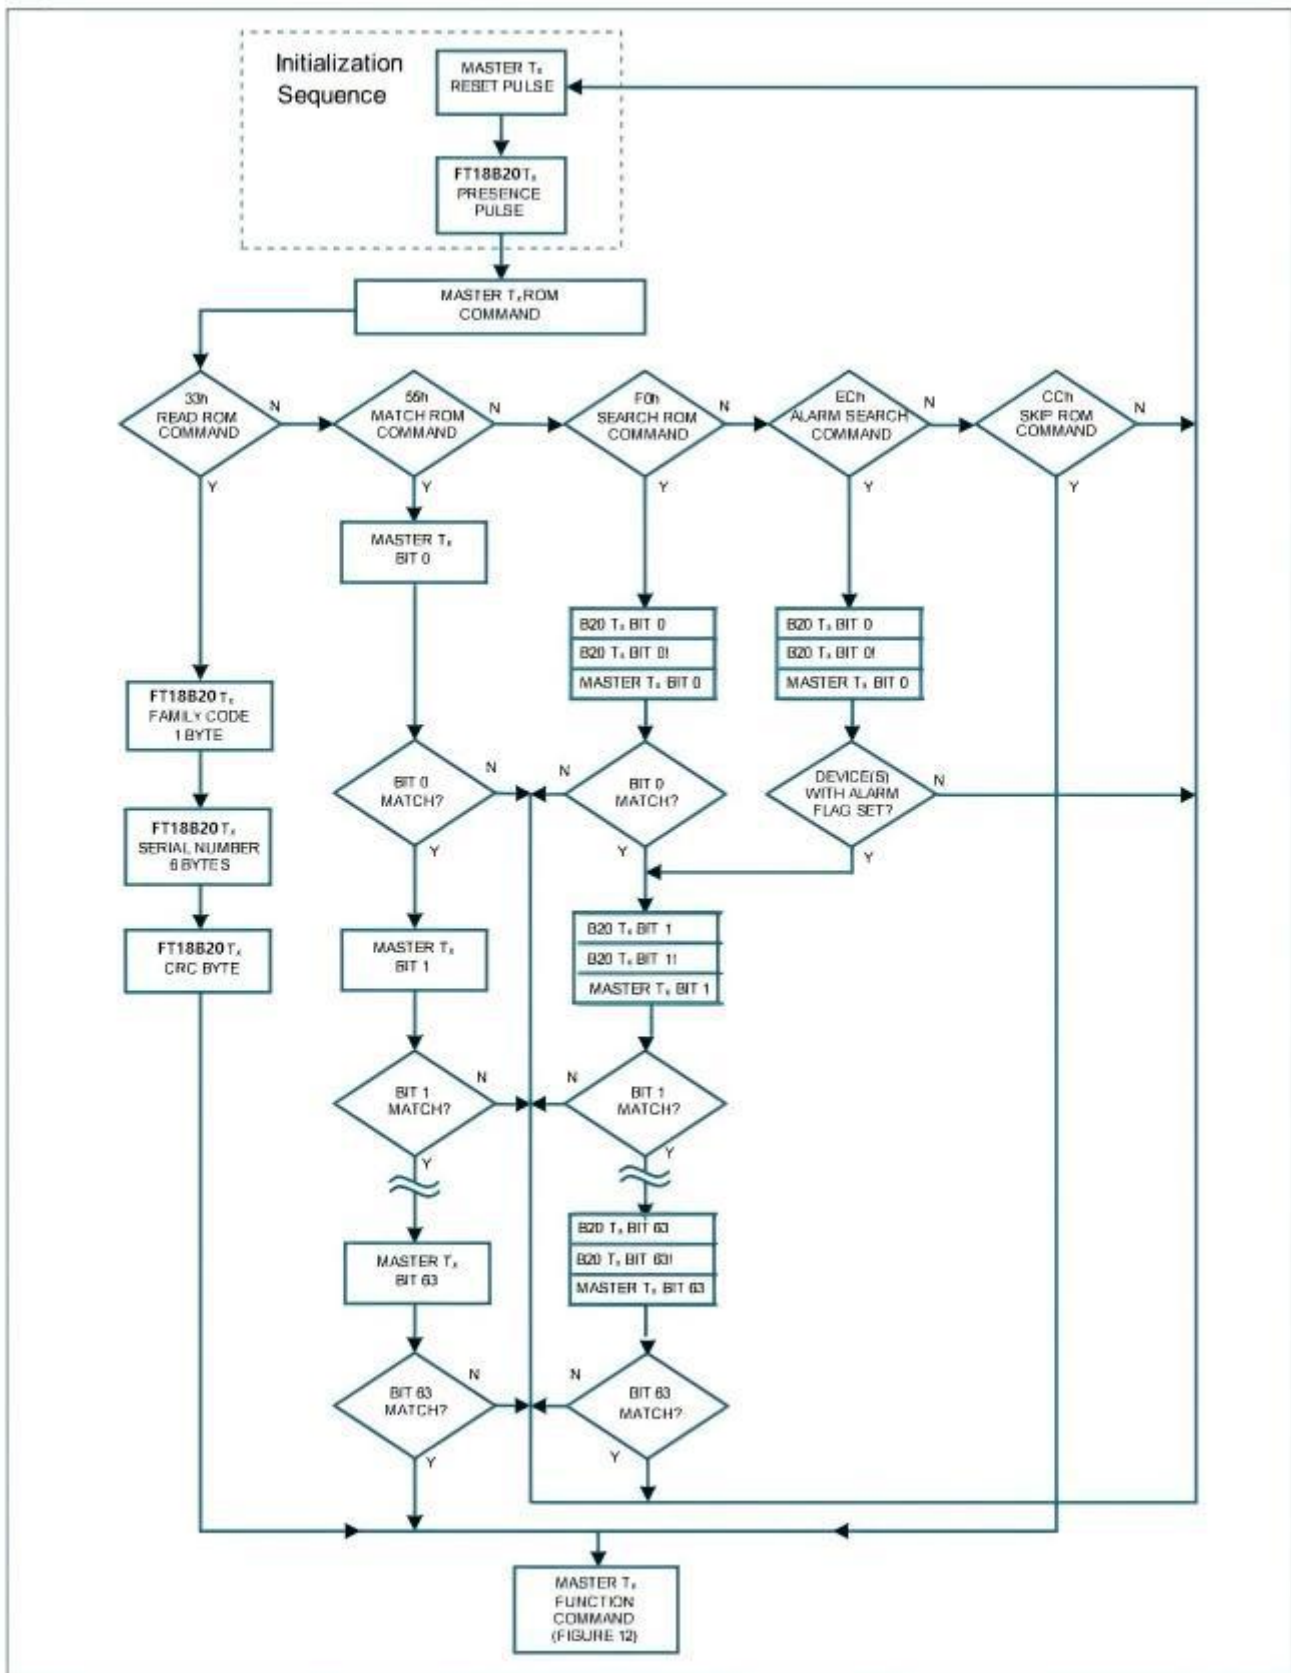 Initialization
Sequence
MASTER Tx
RESET PULSE
FT18B20 Tx
PRESENCE
PULSE
MASTER Tx ROM
COMMAND
33h
READ ROM
COMMAND
N
Y
55h
MATCH ROM
COMMAND
N
Y
F0h
SEARCH ROM
COMMAND
N
Y
ECh
ALARM SEARCH
COMMAND
N
Y
CCh
SKIP ROM
COMMAND
N
Y
MASTER Tx
BIT 0
B20 Tx BIT 0
B20 Tx BIT 0!
MASTER Tx BIT 0
B20 Tx BIT 0
B20 Tx BIT 0!
MASTER Tx BIT 0
FT18B20 Tx
FAMILY CODE
1 BYTE
FT18B20 Tx
SERIAL NUMBER
6 BYTES
FT18B20 Tx
CRC BYTE
BIT 0
MATCH?
N
Y
BIT 0
MATCH?
N
Y
DEVICE(S)
WITH ALARM
FLAG SET?
N
Y
MASTER Tx
BIT 1
B20 Tx BIT 1
B20 Tx BIT 1!
MASTER Tx BIT 1
BIT 1
MATCH?
N
Y
BIT 1
MATCH?
N
Y
MASTER Tx
BIT 63
B20 Tx BIT 63
B20 Tx BIT 63!
MASTER Tx BIT 63
BIT 63
MATCH?
N
Y
BIT 63
MATCH?
N
Y
MASTER Tx
FUNCTION
COMMAND
(FIGURE 12)